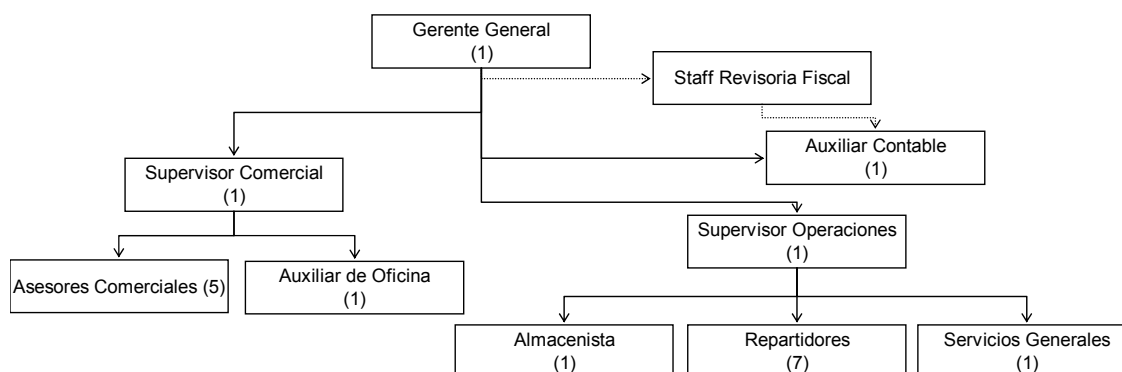 Gerente General
(1)
Staff Revisoria Fiscal
Auxiliar Contable
(1)
Supervisor Comercial
(1)
Supervisor Operaciones
(1)
Asesores Comerciales (5)
Auxiliar de Oficina
(1)
Almacenista
(1)
Repartidores
(7)
Servicios Generales
(1)